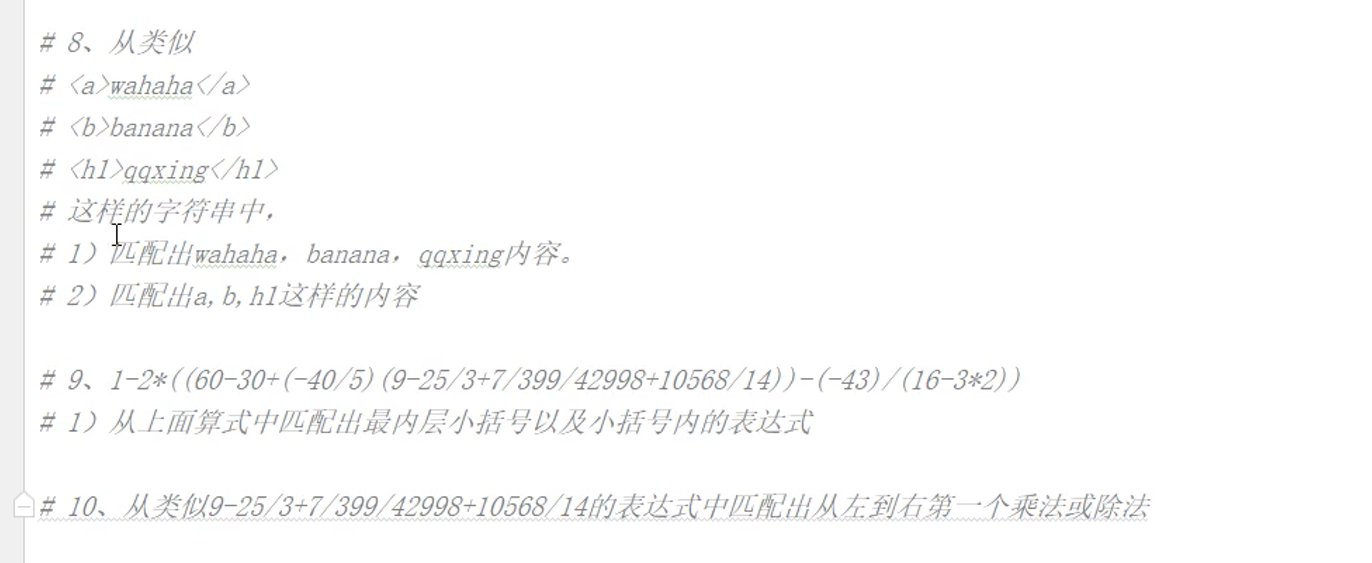 # 8、从类似
# <a>wahaha</a>
# <b>banana</b>
# <h1>qqxing</h1>
# 这样的字符串中，
# 1）匹配出wahaha，banana，qqxing内容。
# 2）匹配出a,b,h1这样的内容
# 9、1-2*((60-30+(-40/5)(9-25/3+7/399/42998+10568/14))-(-43)/(16-3*2))
# 1）从上面算式中匹配出最内层小括号以及小括号内的表达式
# 10、从类似9-25/3+7/399/42998+10568/14的表达式中匹配出从左到右第一个乘法或除法